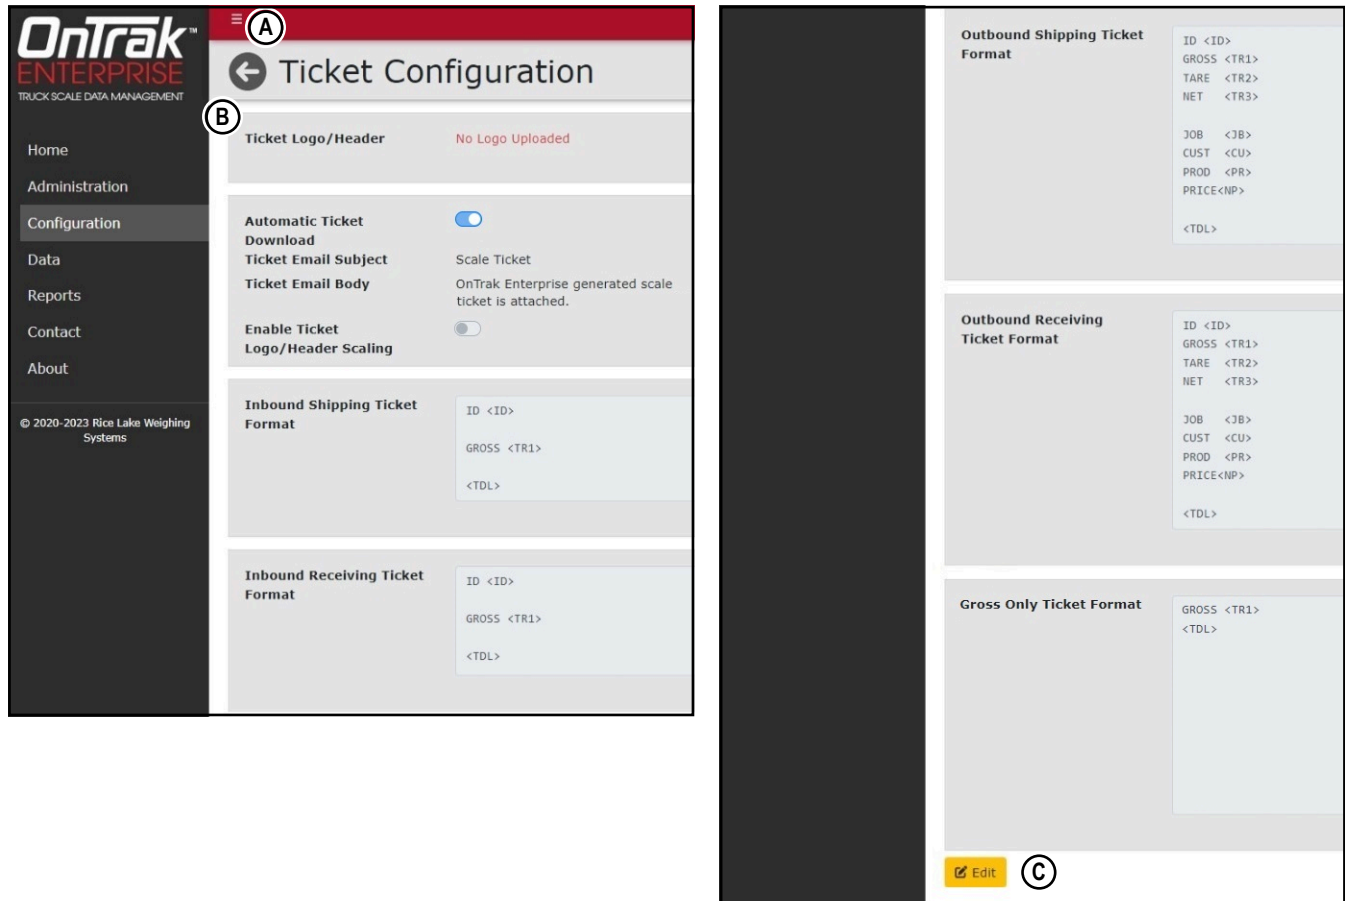 OnTrak™
ENTERPRISE
TRUCK SCALE DATA MANAGEMENT
Home
Administration
Configuration
Data
Reports
Contact
About
© 2020-2023 Rice Lake Weighing
Systems
A
Ticket Configuration
B
Ticket Logo/Header No Logo Uploaded
Automatic Ticket
Download
Ticket Email Subject Scale Ticket
Ticket Email Body OnTrak Enterprise generated scale
ticket is attached.
Enable Ticket
Logo/Header Scaling
Inbound Shipping Ticket
Format
ID <ID>
GROSS <TR1>
<TDL>
Inbound Receiving Ticket
Format
ID <ID>
GROSS <TR1>
<TDL>
Outbound Shipping Ticket
Format
ID <ID>
GROSS <TR1>
TARE <TR2>
NET <TR3>
JOB <JB>
CUST <CU>
PROD <PR>
PRICE<NP>
<TDL>
Outbound Receiving
Ticket Format
ID <ID>
GROSS <TR1>
TARE <TR2>
NET <TR3>
JOB <JB>
CUST <CU>
PROD <PR>
PRICE<NP>
<TDL>
Gross Only Ticket Format
GROSS <TR1>
<TDL>
Edit
C